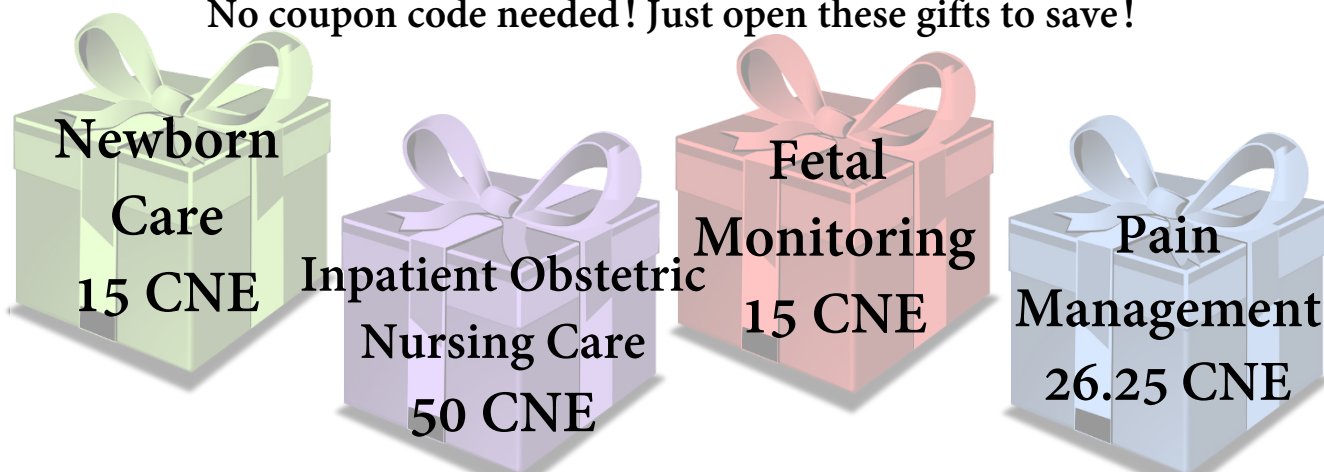 No coupon code needed! Just open these gifts to save!
Newborn
Care
15 CNE
Inpatient Obstetric
Nursing Care
50 CNE
Fetal
Monitoring
15 CNE
Pain
Management
26.25 CNE